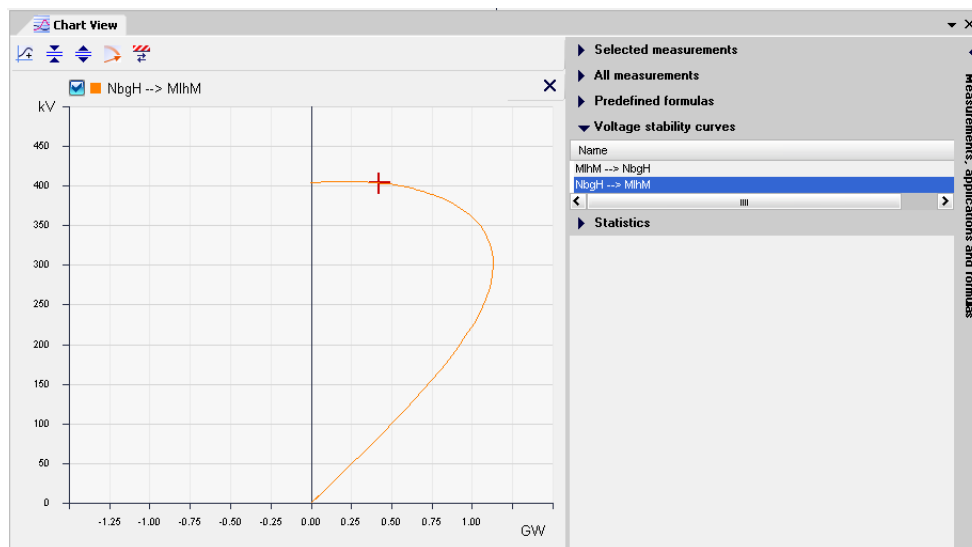 Chart View
NbgH --> MlhM
kV
450
400
350
300
250
200
150
100
50
0
-1.25 -1.00 -0.75 -0.50 -0.25 0.00 0.25 0.50 0.75 1.00
GW
Selected measurements
All measurements
Predefined formulas
Voltage stability curves
Name
MlhM --> NbgH
NbgH --> MlhM
Statistics
Measurements, applications and formulas